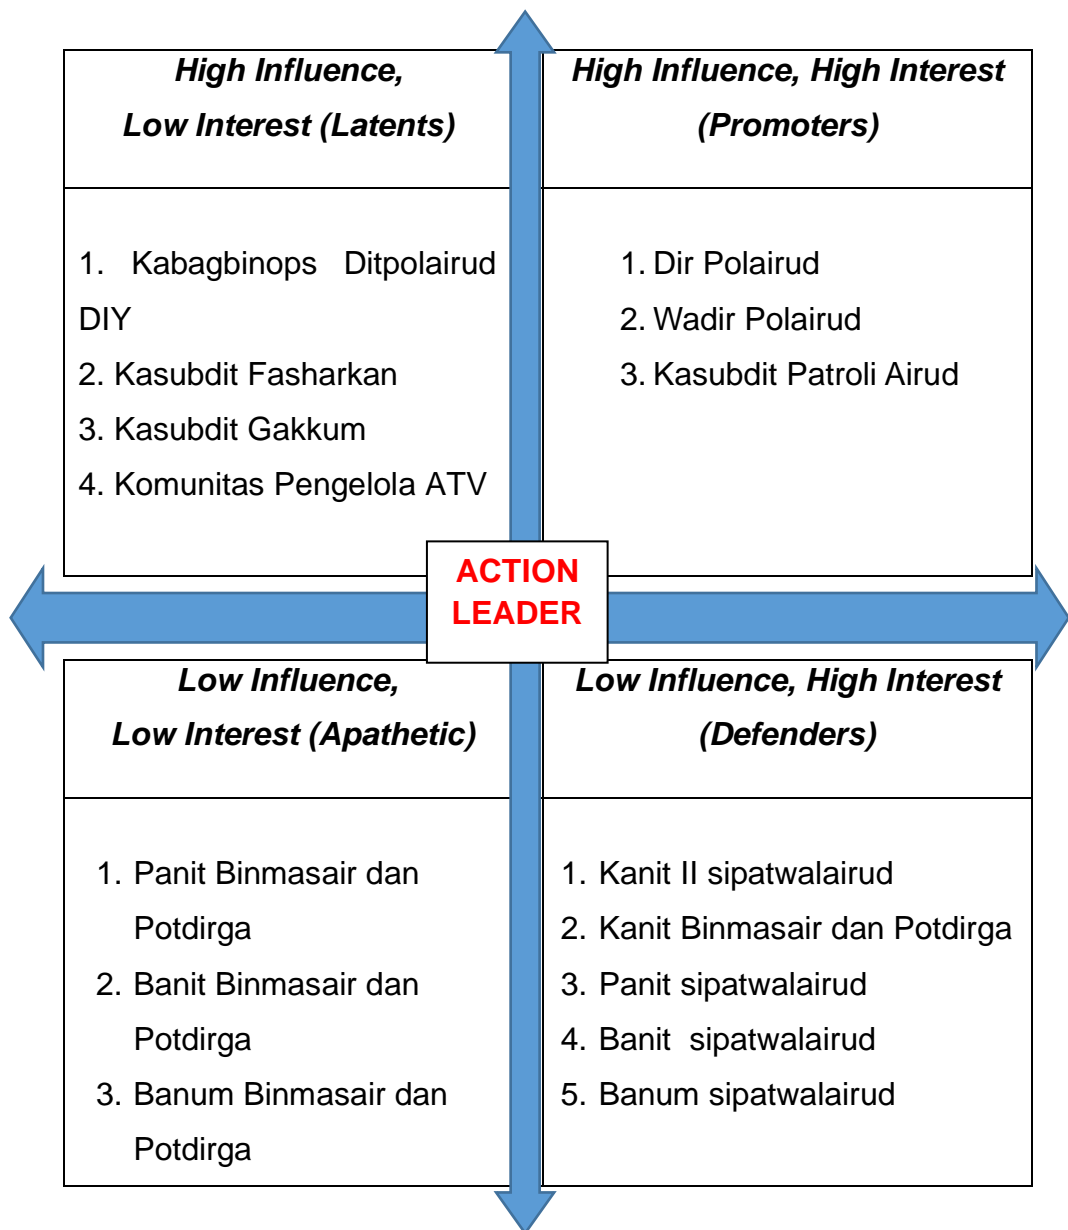 High Influence,
Low Interest (Latents)
High Influence, High Interest
(Promoters)
1. Kabagbinops Ditpolairud
DIY
2. Kasubdit Fasharkan
3. Kasubdit Gakkum
4. Komunitas Pengelola ATV
1. Dir Polairud
2. Wadir Polairud
3. Kasubdit Patroli Airud
ACTION
LEADER
Low Influence,
Low Interest (Apathetic)
Low Influence, High Interest
(Defenders)
1. Panit Binmasair dan
Potdirga
2. Banit Binmasair dan
Potdirga
3. Banum Binmasair dan
Potdirga
1. Kanit II sipatwalairud
2. Kanit Binmasair dan Potdirga
3. Panit sipatwalairud
4. Banit sipatwalairud
5. Banum sipatwalairud